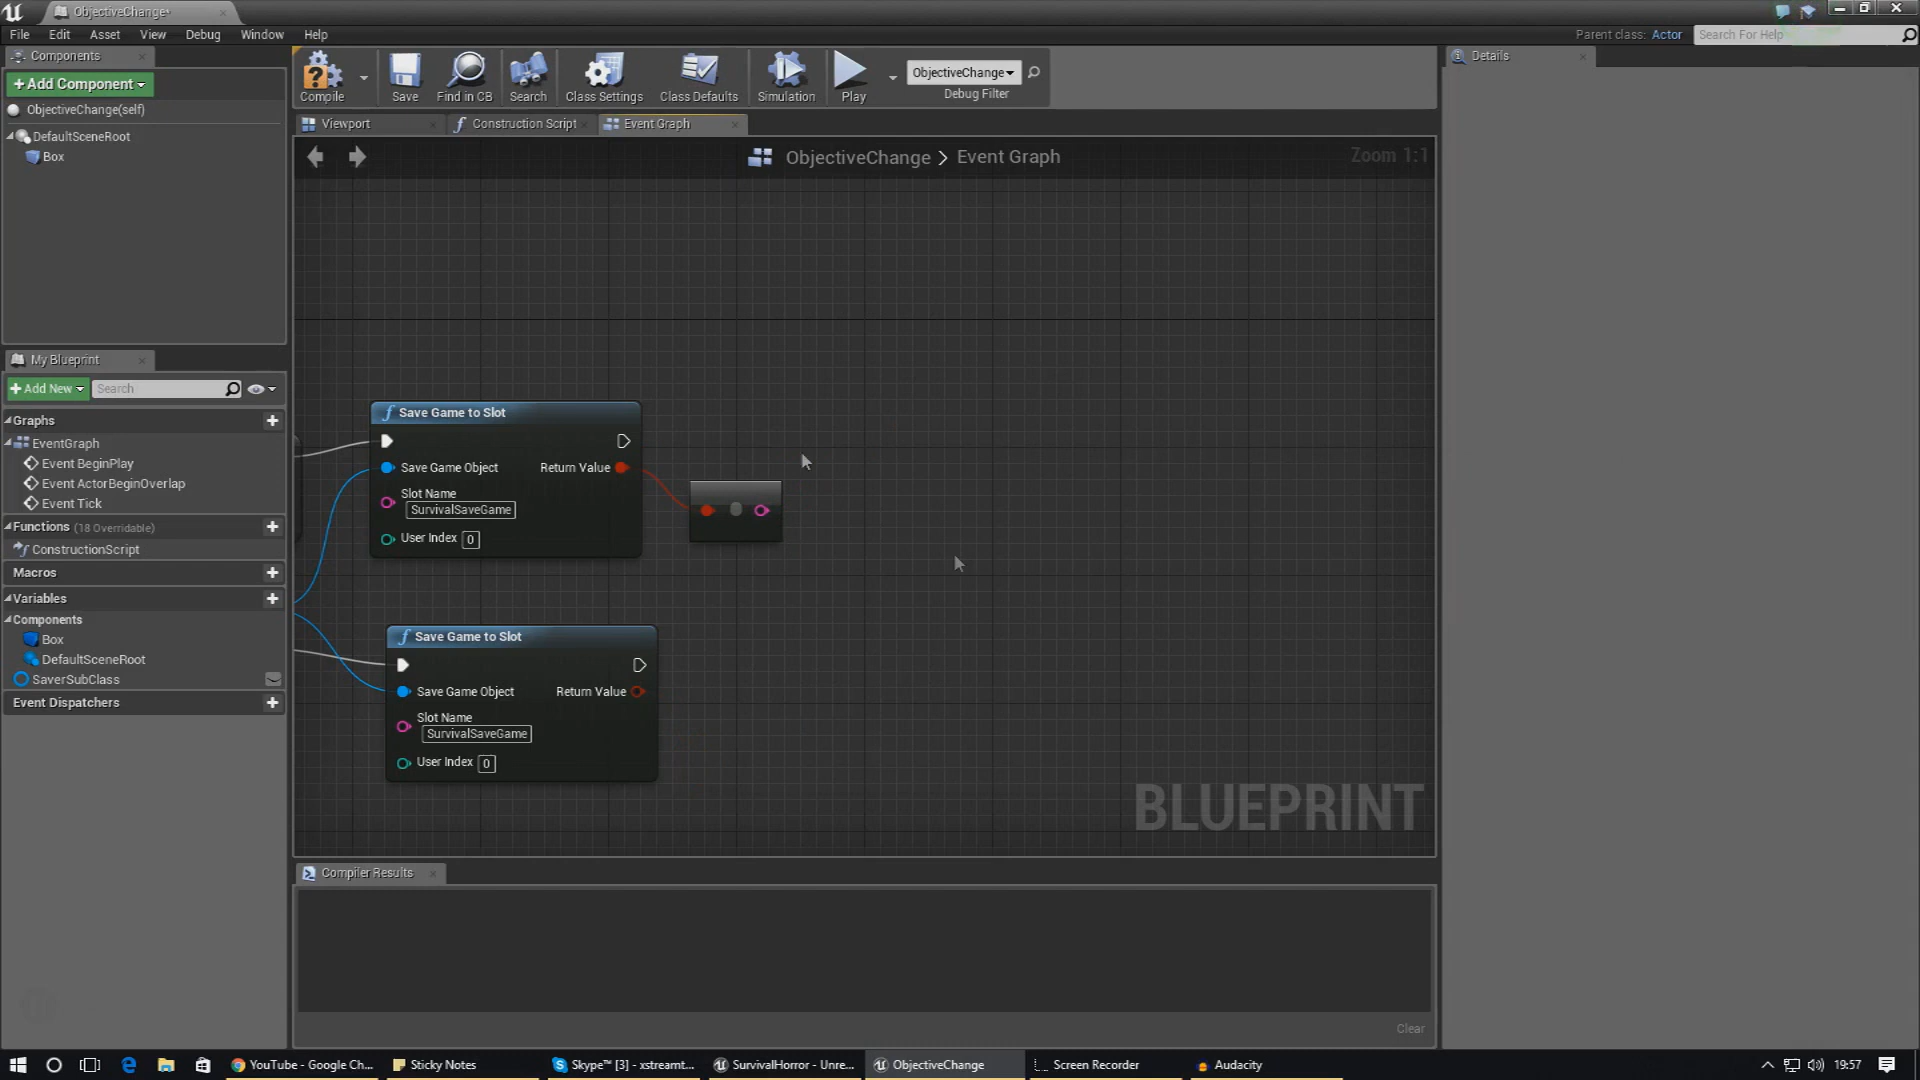 ObjectiveChange*
File Edit Asset View Debug Window Help
Parent class: Actor
Search For Help
Components
+Add Component
ObjectiveChange(self)
DefaultSceneRoot
Box
Compile
Save
Find in CB
Search
Class Settings
Class Defaults
Simulation
Play
ObjectiveChange
Debug Filter
Details
Viewport
Construction Script
Event Graph
ObjectiveChange > Event Graph
Zoom 1:1
My Blueprint
+Add New
Search
Graphs
EventGraph
Event BeginPlay
Event ActorBeginOverlap
Event Tick
Functions (18 Overridable)
ConstructionScript
Macros
Variables
Components
Box
DefaultSceneRoot
SaverSubClass
Event Dispatchers
Save Game to Slot
Save Game Object
Return Value
Slot Name
SurvivalSaveGame
User Index 0
Save Game to Slot
Save Game Object
Return Value
Slot Name
SurvivalSaveGame
User Index 0
BLUEPRINT
Compiler Results
Clear
YouTube - Google Ch...
Sticky Notes
Skype™ [3] - xstreamt...
SurvivalHorror - Unre...
ObjectiveChange
Screen Recorder
Audacity
19:57